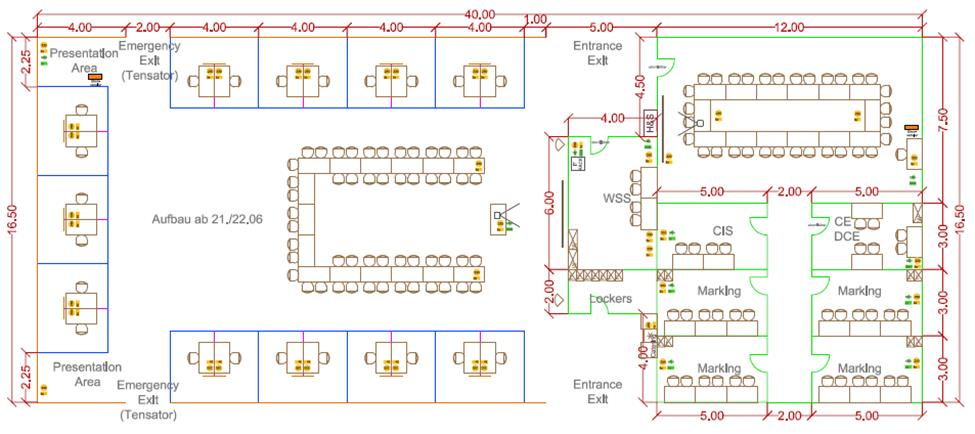 40.00
4.00
2.00
4.00
4.00
4.00
4.00
1.00
5.00
12.00
2.25
Presentation
Area
Emergency
Exit
(Tensator)
Entrance
Exit
4.50
H&S
7.50
4.00
16.50
Aufbau ab 21./22.06
6.00
WSS
5.00
2.00
5.00
CIS
CE
DCE
3.00
16.50
2.00
Lockers
Marking
Marking
3.00
4.00
Marking
Marking
3.00
2.25
Presentation
Area
Emergency
Exit
(Tensator)
Entrance
Exit
5.00
2.00
5.00